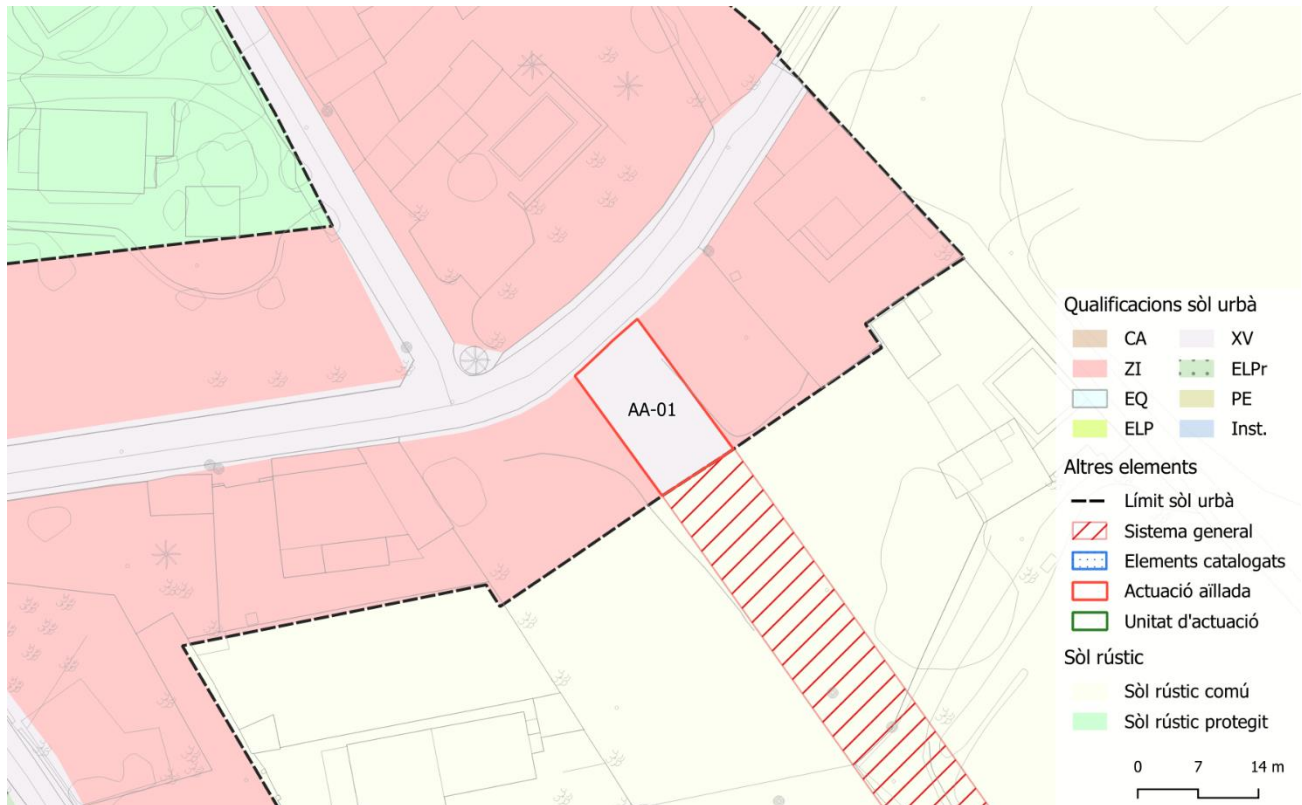 AA-01
Qualificacions sòl urbà
CA XV
ZI ELPr
EQ PE
ELP Inst.
Altres elements
Límit sòl urbà
Sistema general
Elements catalogats
Actuació aïllada
Unitat d'actuació
Sòl rústic
Sòl rústic comú
Sòl rústic protegit
0 7 14 m